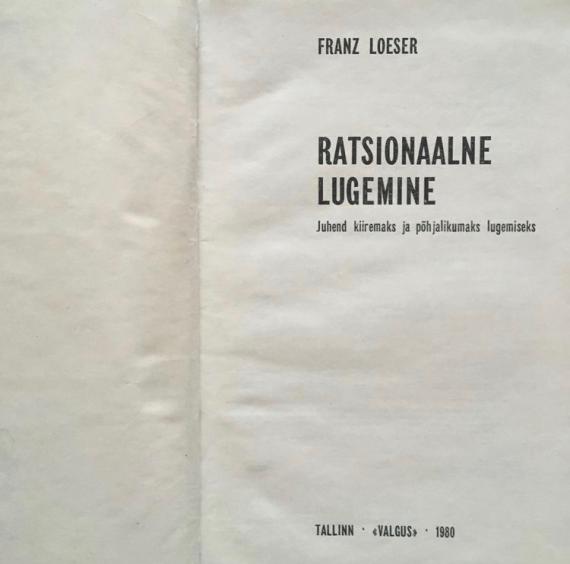 FRANZ LOESER
RATSIONAALNE
LUGEMINE
Juhend kiiremaks ja põhjalikumaks lugemiseks
TALLINN · «VALGUS» · 1980